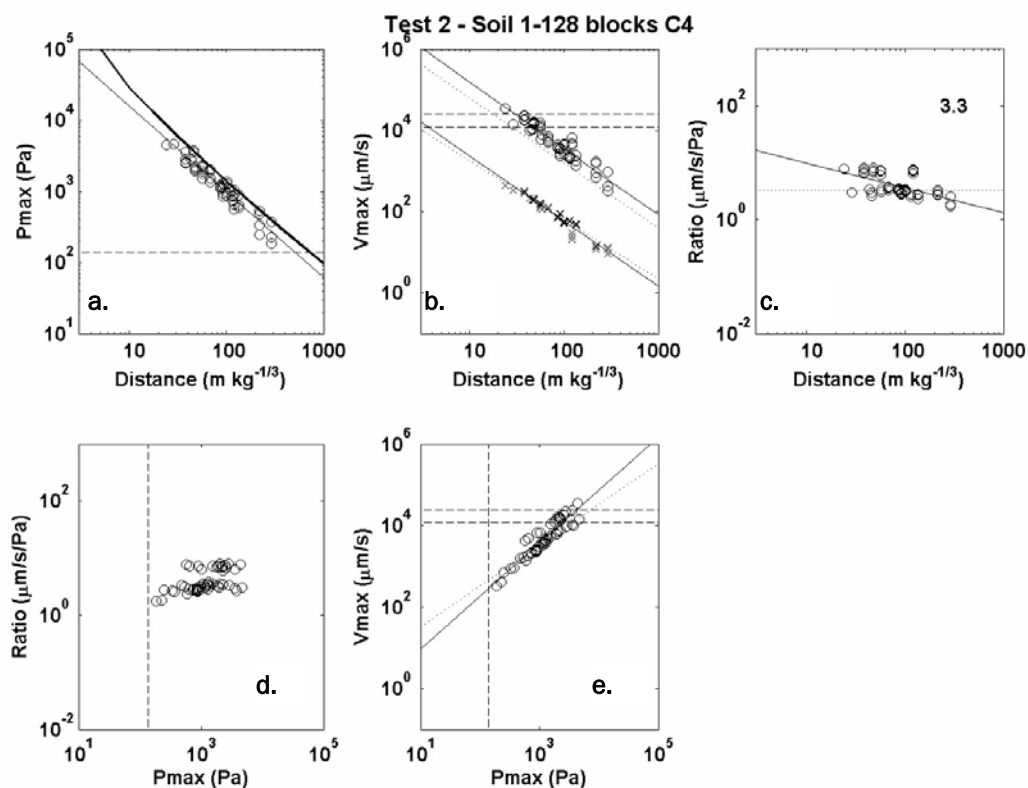 Test 2 - Soil 1-128 blocks C4
10^5
10^4
10^3
10^2
10^1
Pmax (Pa)
a.
10
100
1000
Distance (m kg^-1/3)
10^6
10^4
10^2
10^0
Vmax (μm/s)
b.
10
100
1000
Distance (m kg^-1/3)
10^2
10^0
10^-2
Ratio (μm/s/Pa)
3.3
c.
10
100
1000
Distance (m kg^-1/3)
10^2
10^0
10^-2
Ratio (μm/s/Pa)
d.
10^1
10^3
10^5
Pmax (Pa)
10^6
10^4
10^2
10^0
Vmax (μm/s)
e.
10^1
10^3
10^5
Pmax (Pa)